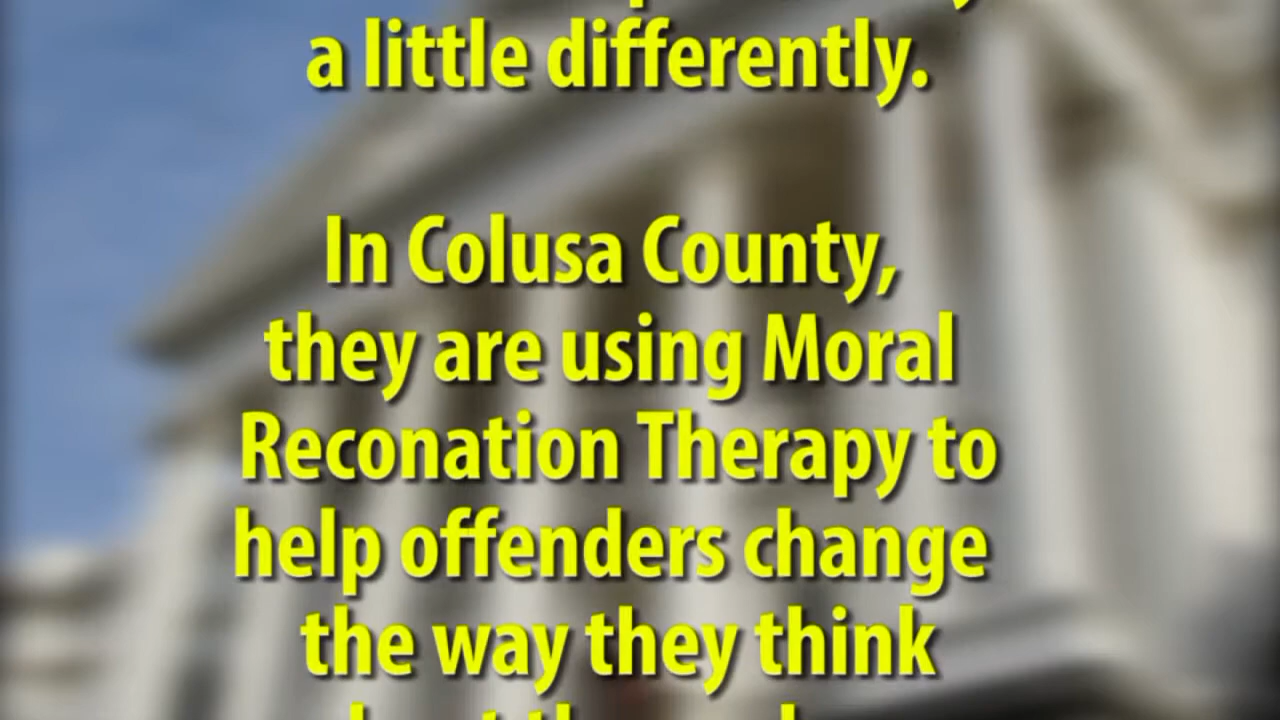 a little differently.
In Colusa County,
they are using Moral
Reconation Therapy to
help offenders change
the way they think